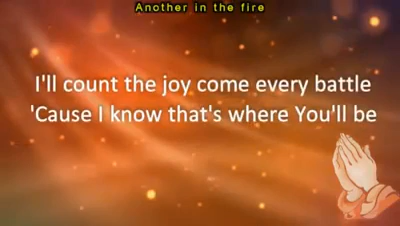 Another in the fire
I'll count the joy come every battle
'Cause I know that's where You'll be